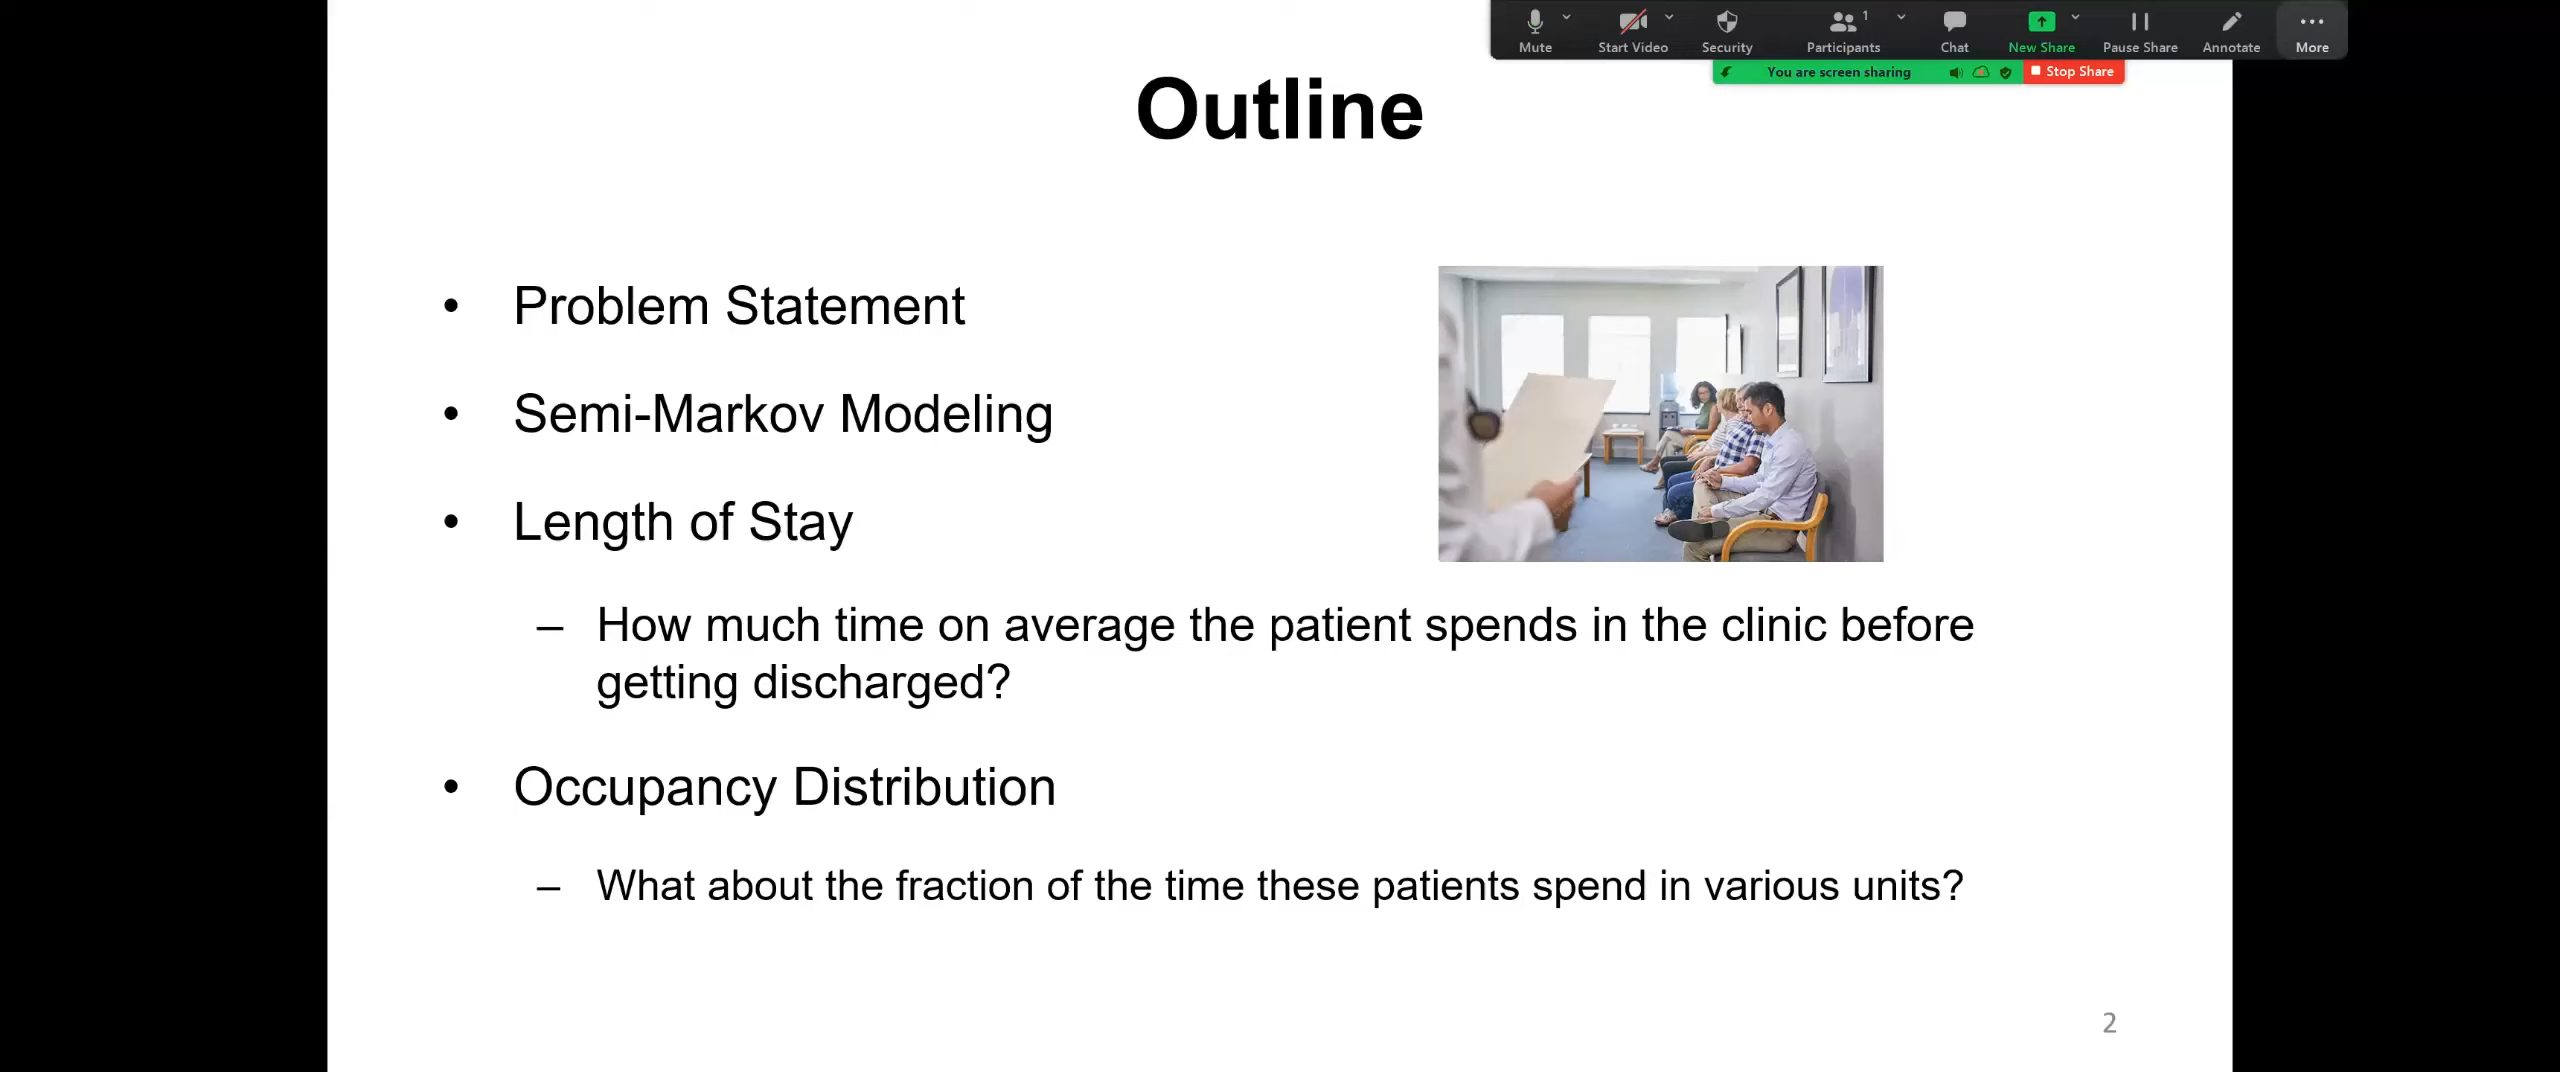 Mute
Start Video
Security
Participants
1
Chat
New Share
Pause Share
Annotate
More
You are screen sharing
Stop Share
Outline
• Problem Statement
• Semi-Markov Modeling
• Length of Stay
– How much time on average the patient spends in the clinic before
getting discharged?
• Occupancy Distribution
– What about the fraction of the time these patients spend in various units?
2